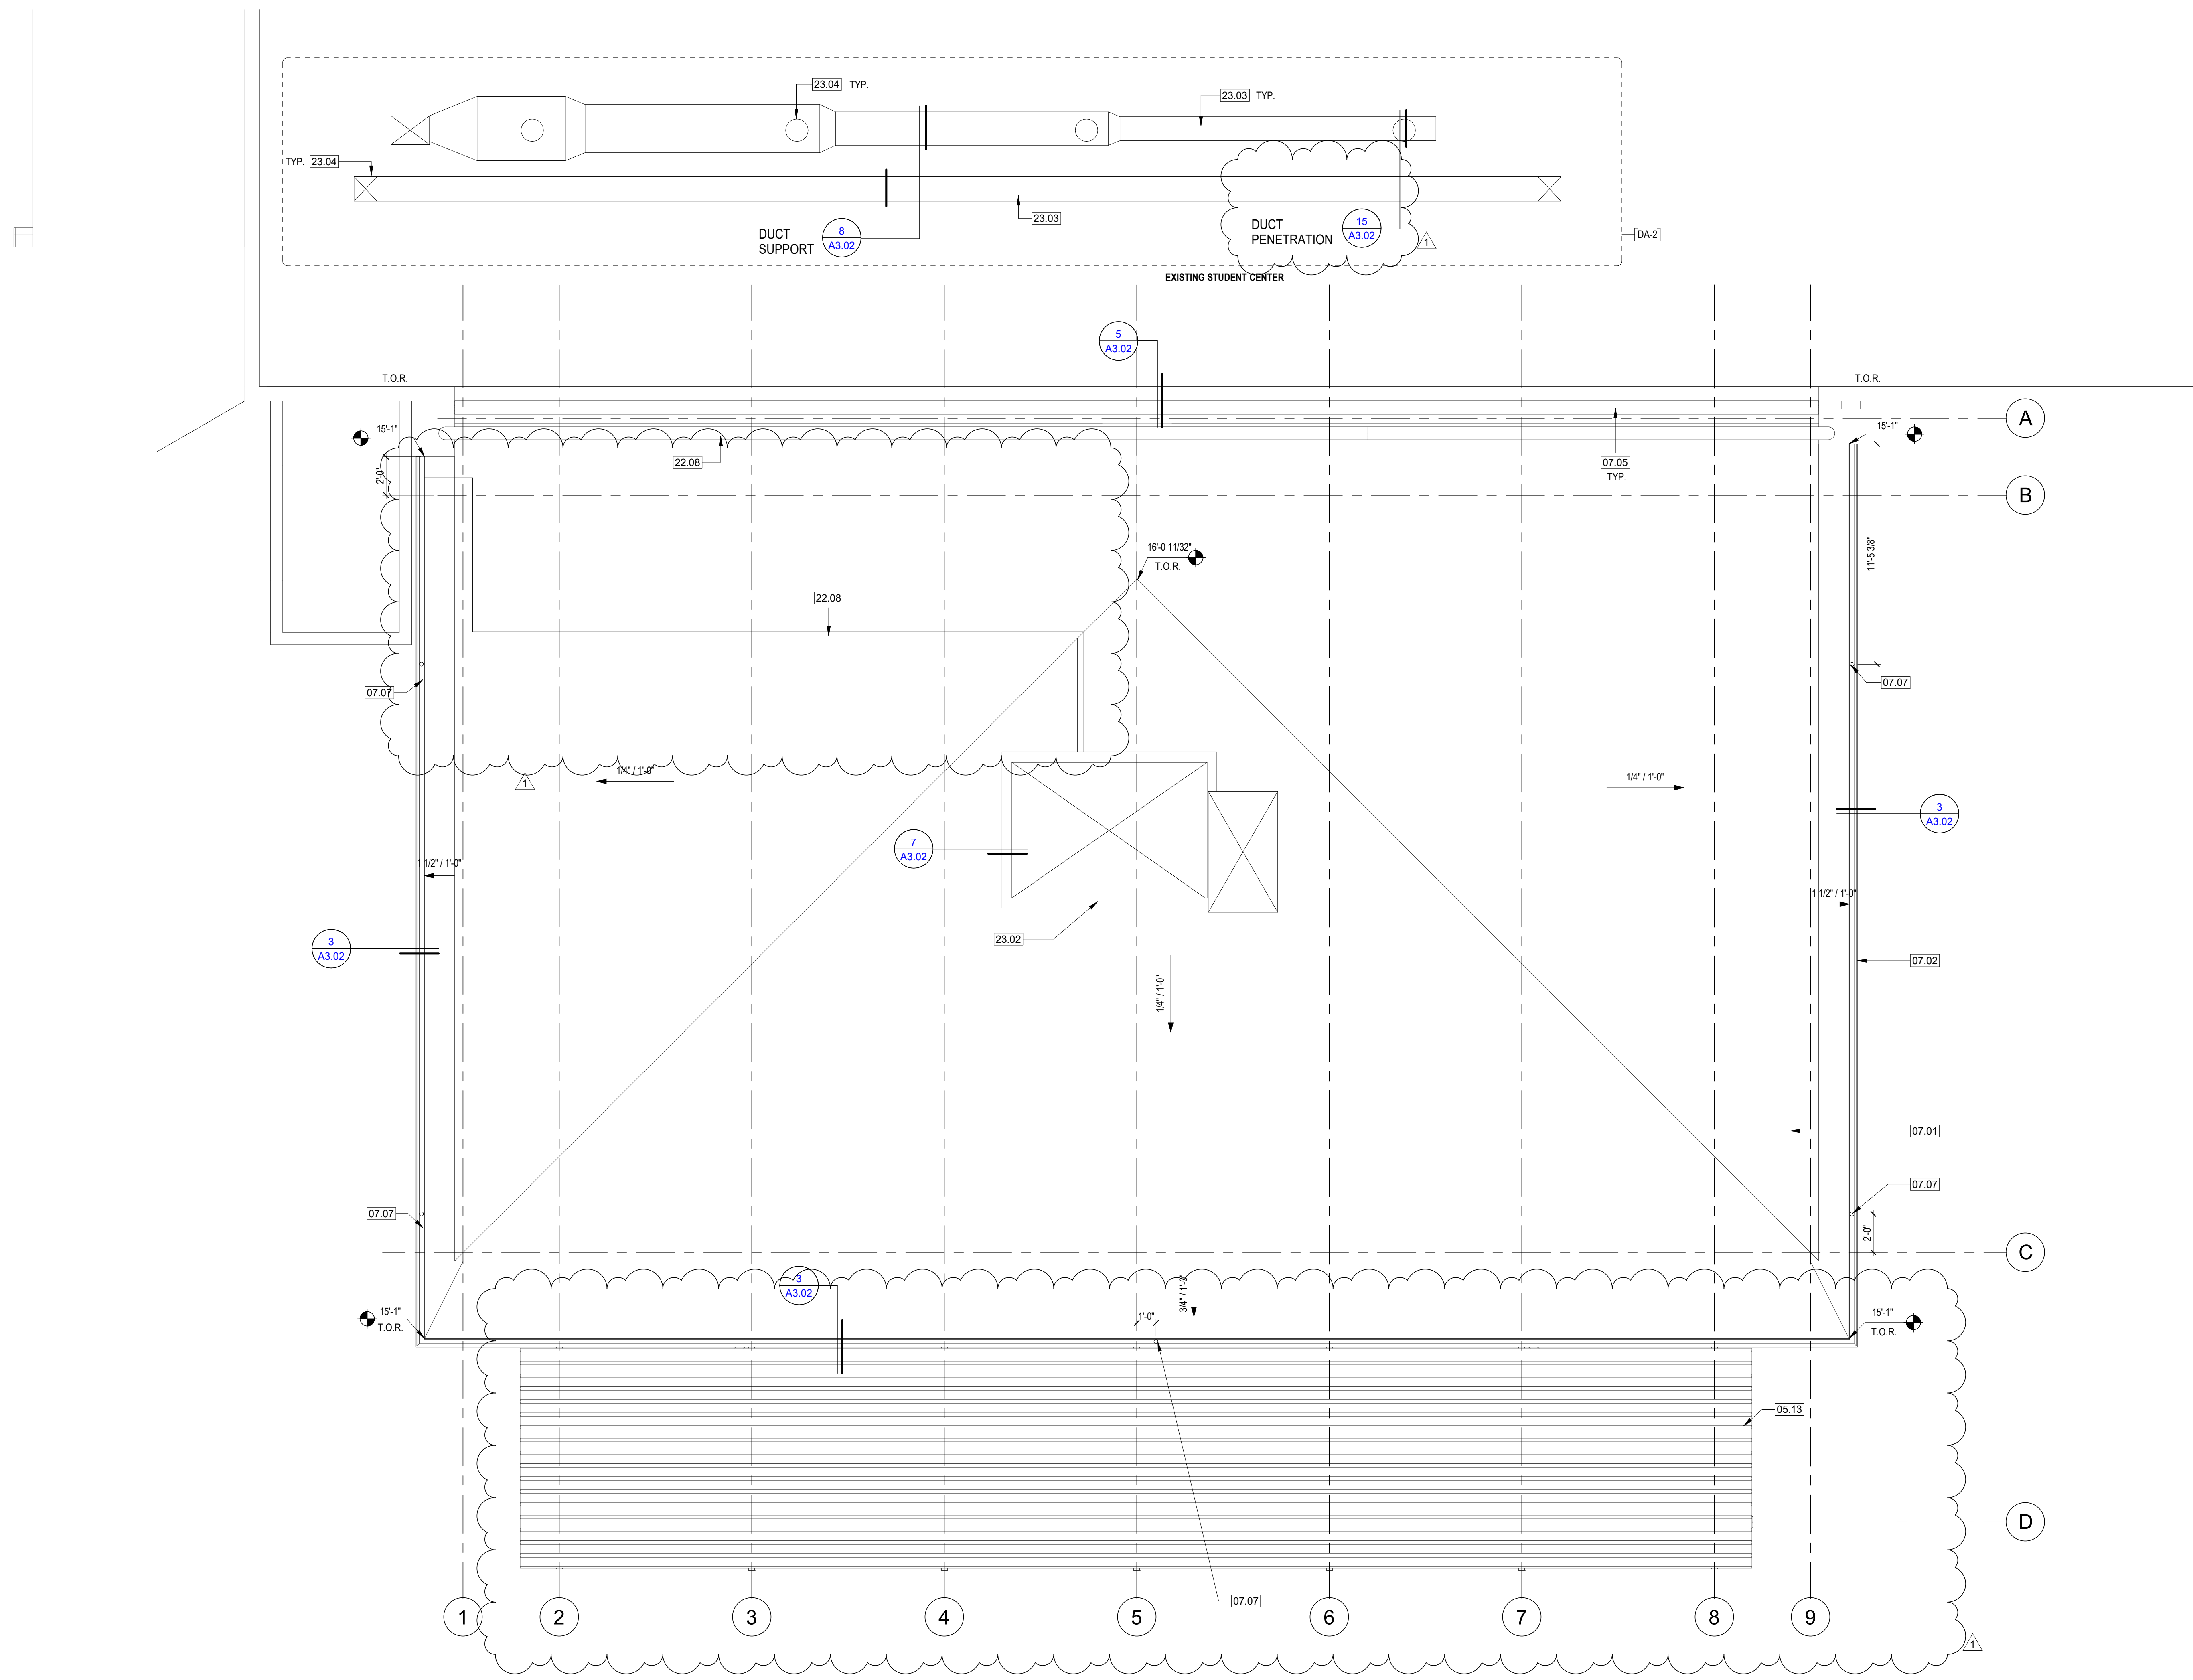 23.04 TYP.
23.03 TYP.
TYP. 23.04
23.03
DUCT
SUPPORT
8
A3.02
DUCT
PENETRATION
15
A3.02
1
DA-2
EXISTING STUDENT CENTER
5
A3.02
T.O.R.
T.O.R.
A
15'-1"
15'-1"
2'-0"
22.08
07.05
TYP.
B
16'-0 11/32"
T.O.R.
11'-5 3/8"
22.08
07.07
07.07
1/4" / 1'-0"
1
1/4" / 1'-0"
3
A3.02
7
A3.02
1 1/2" / 1'-0"
1 1/2" / 1'-0"
23.02
3
A3.02
07.02
1/4" / 1'-0"
07.01
07.07
07.07
2'-0"
C
3
A3.02
3/4" / 1'-0"
15'-1"
T.O.R.
1'-0"
15'-1"
T.O.R.
05.13
D
07.07
1
2
3
4
5
6
7
8
9
1